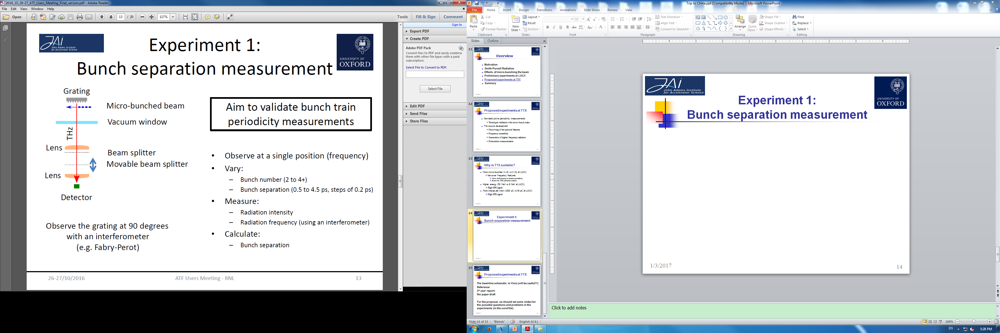 2016_10_26-27_ATF_Users_Meeting_Final_version.pdf - Adobe Reader
File Edit View Window Help
Open 13 / 20 117% Tools Fill & Sign Comment
JAi
John Adams Institute
for Accelerator Science
UNIVERSITY OF
OXFORD
Experiment 1:
Bunch separation measurement
Grating
Micro-bunched beam
Vacuum window
THz
Lens
Beam splitter
Movable beam splitter
Lens
Detector
Observe the grating at 90 degrees
with an interferometer
(e.g. Fabry-Perot)
Aim to validate bunch train
periodicity measurements
• Observe at a single position (frequency)
• Vary:
– Bunch number (2 to 4+)
– Bunch separation (0.5 to 4.5 ps, steps of 0.2 ps)
• Measure:
– Radiation intensity
– Radiation frequency (using an interferometer)
• Calculate:
– Bunch separation
26-27/10/2016 ATF Users Meeting - BNL 13
Sign In
Export PDF
Create PDF
Adobe PDF Pack
Convert files to PDF and easily combine
them with other file types with a paid
subscription.
Select File to Convert to PDF:
Select File
Edit PDF
Send Files
Store Files
Trip to China.ppt [Compatibility Mode] - Microsoft PowerPoint
File Home Insert Design Transitions Animations Slide Show Review View
Paste
Cut
Copy
Format Painter
Clipboard
New
Slide
Layout
Reset
Section
Slides
32
Font
Text Direction
Align Text
Convert to SmartArt
Paragraph
Arrange
Quick
Styles
Shape Fill
Shape Outline
Shape Effects
Drawing
Find
Replace
Select
Editing
Slides Outline
11
Overview
Motivation
Smith-Purcell Radiation
Effects of micro-bunching the beam
Preliminary experiments at LUCX
Proposed experiments at TTX
Summary
12
Proposed experiments at TTX
Non-destructive periodicity measurements
Technique validation with micro-bunch trains
THz source development
Narrowing of the spectral features
Frequency tuneablity
Generation of higher-frequency radiation
Polarization measurements
13
Why is TTX suitable?
More micro-bunches (1-16 vs 2 (4) at LUCX)
Narrower frequency features
More challenging to measure periodicity
Better for THz radiation sources
Higher energy (50 MeV vs 8 MeV at LUCX)
High SPR signal
More charge per train (1000 pC vs 50 pC at LUCX)
High SPR signal
14
Experiment 1:
Bunch separation measurement
15
Proposed experiments at TTX
The beamline schematic in Visio (will be useful!!!)
Reference:
2nd year report;
the paper draft
For the proposal, we should set some slides for
the possible questions and problems in the
experiments (in the word file);
JAi
John Adams Institute
for Accelerator Science
UNIVERSITY OF
OXFORD
Experiment 1:
Bunch separation measurement
1/3/2017 14
Click to add notes
Slide 14 of 15 "Blends" English (U.K.) 100%
EN 5:28 PM